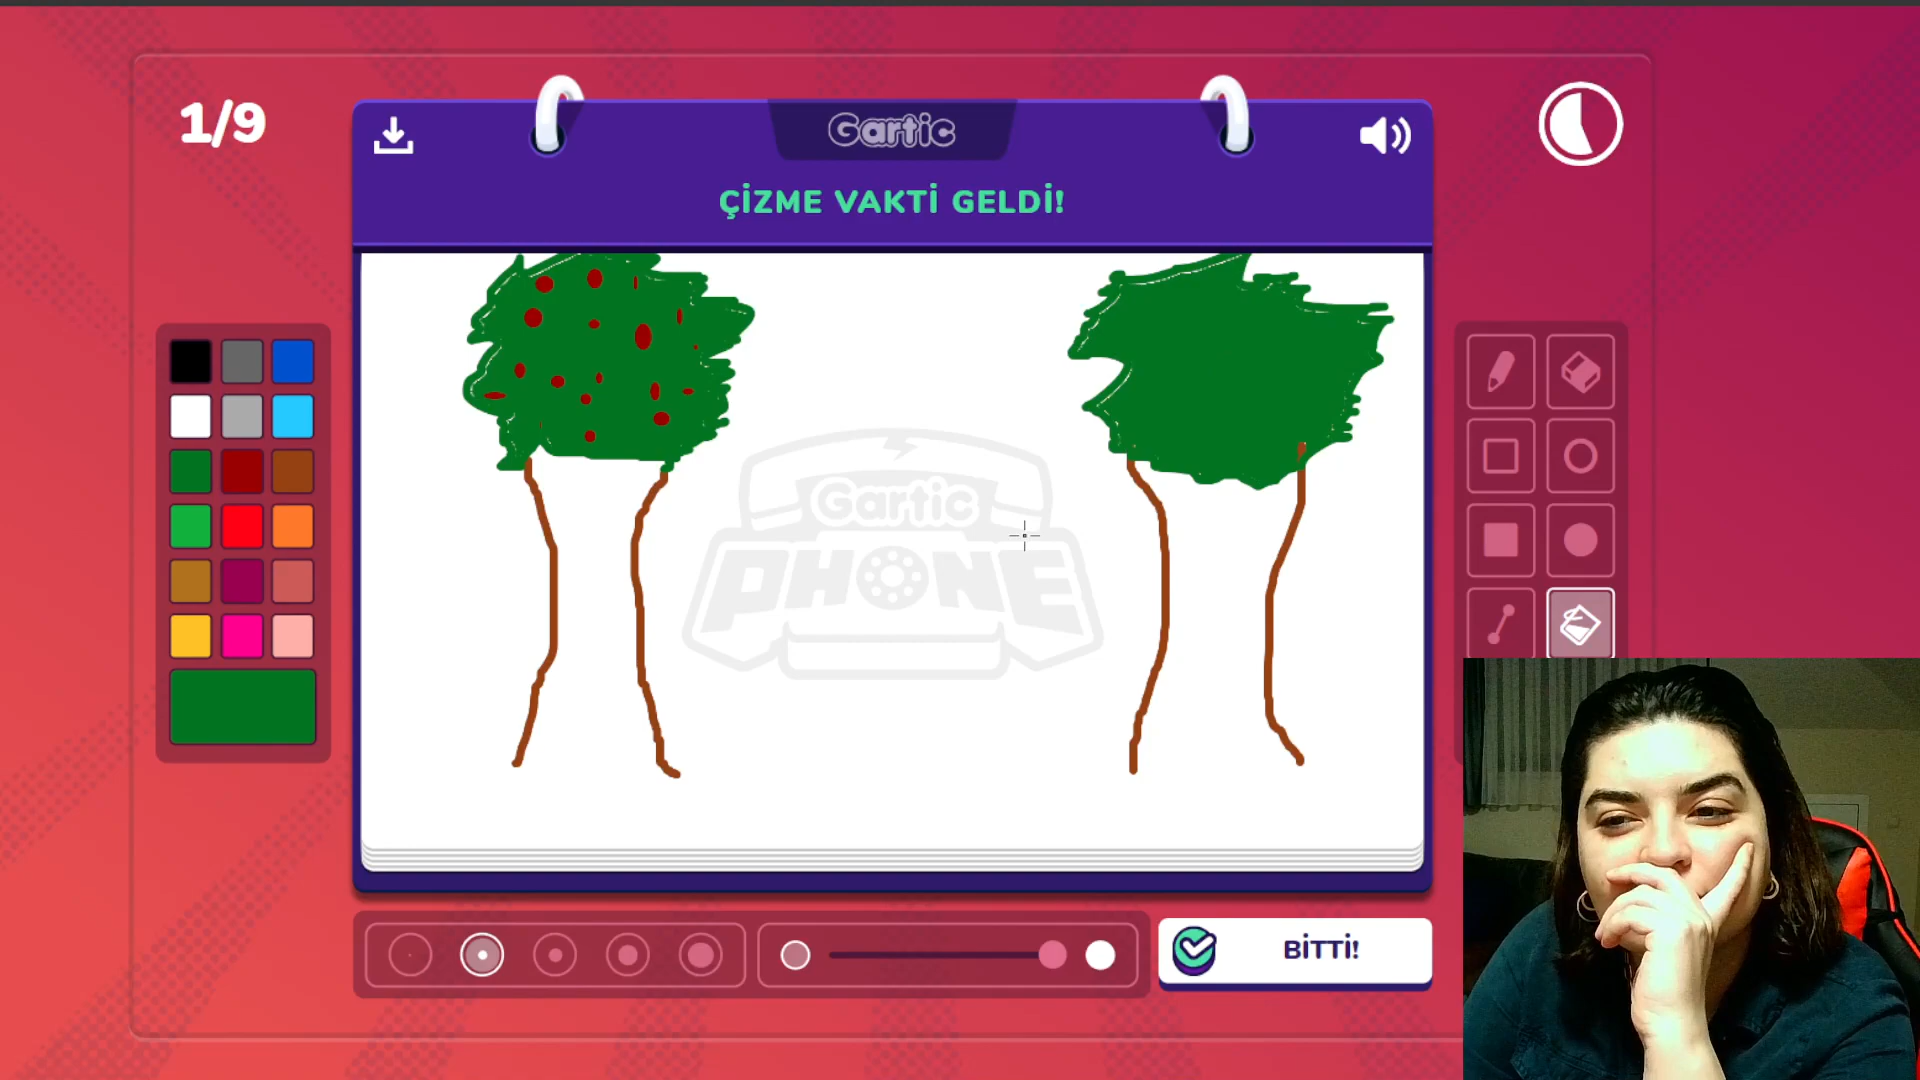 1/9
Gartic
ÇİZME VAKTİ GELDİ!
Gartic
PHONE
BİTTİ!